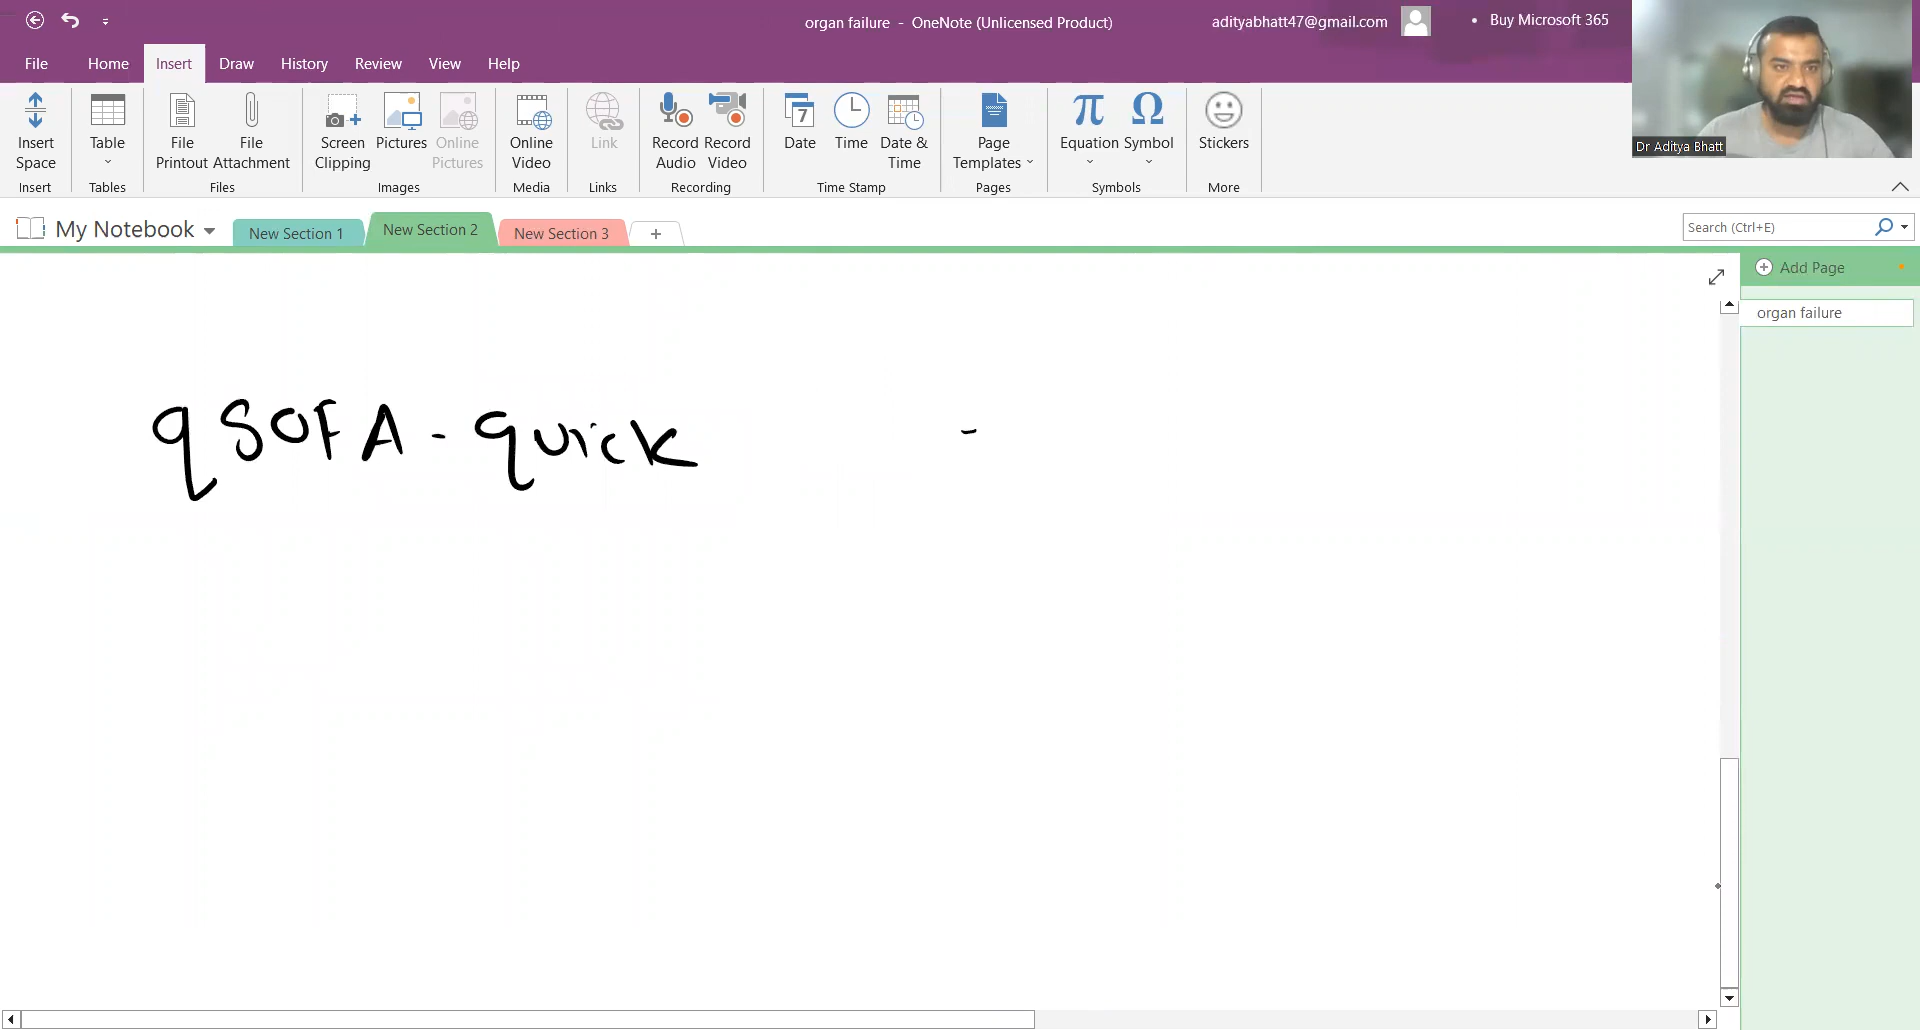 organ failure - OneNote (Unlicensed Product)
adityabhatt47@gmail.com
Buy Microsoft 365
File Home Insert Draw History Review View Help
Insert Space
Table
File Printout
File Attachment
Screen Clipping
Pictures
Online Pictures
Online Video
Link
Record Audio
Record Video
Date
Time
Date & Time
Page Templates
Equation
Symbol
Stickers
Insert Tables Files Images Media Links Recording Time Stamp Pages Symbols More
Dr Aditya Bhatt
My Notebook New Section 1 New Section 2 New Section 3 +
Search (Ctrl+E)
Add Page
organ failure
qSOFA - quick -